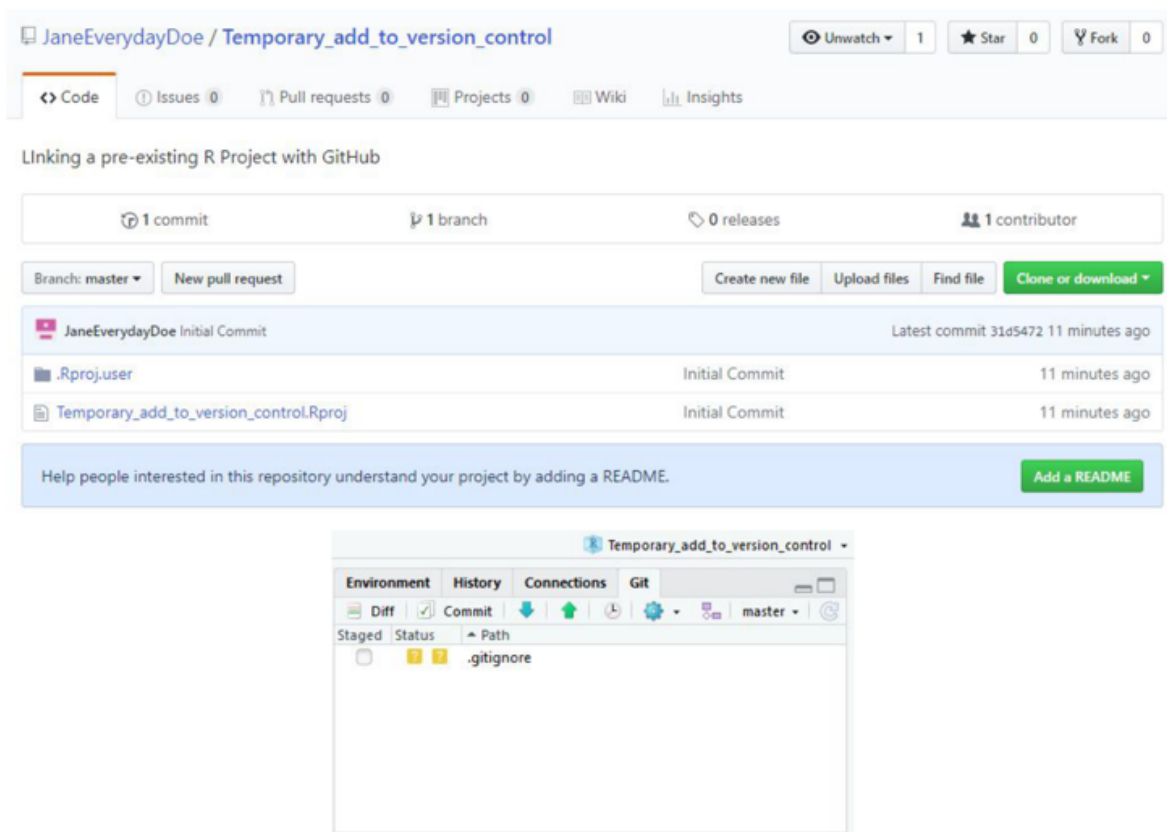 JaneEverydayDoe / Temporary_add_to_version_control Unwatch 1 Star 0 Fork 0
Code Issues 0 Pull requests 0 Projects 0 Wiki Insights
LInking a pre-existing R Project with GitHub
1 commit 1 branch 0 releases 1 contributor
Branch: master New pull request Create new file Upload files Find file Clone or download
JaneEverydayDoe Initial Commit Latest commit 31d5472 11 minutes ago
.Rproj.user Initial Commit 11 minutes ago
Temporary_add_to_version_control.Rproj Initial Commit 11 minutes ago
Help people interested in this repository understand your project by adding a README. Add a README
R Temporary_add_to_version_control
Environment History Connections Git
Diff Commit master
Staged Status Path
? ? .gitignore